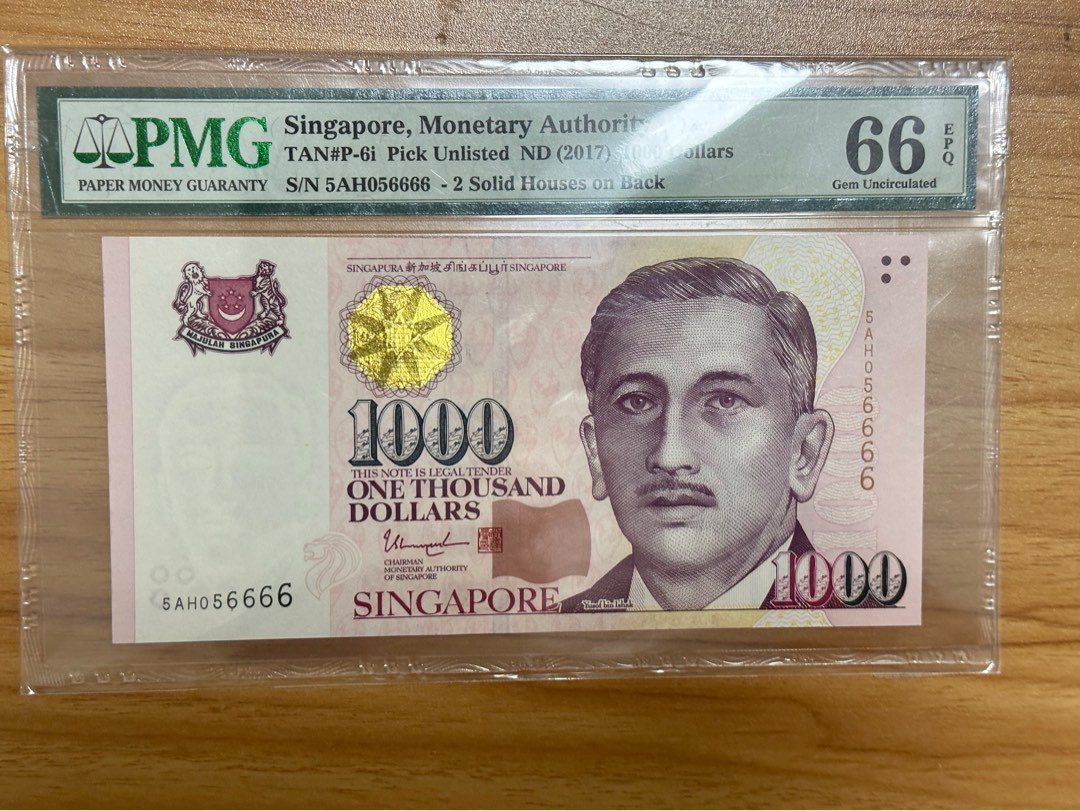 PMG
PAPER MONEY GUARANTY
Singapore, Monetary Authority
TAN#P-6i Pick Unlisted ND (2017) 1000 Dollars
S/N 5AH056666 - 2 Solid Houses on Back
66
EPQ
Gem Uncirculated
SINGAPURA 新加坡 சிங்கப்பூர் SINGAPORE
MAJULAH SINGAPURA
5AH056666
1000
THIS NOTE IS LEGAL TENDER
ONE THOUSAND
DOLLARS
CHAIRMAN
MONETARY AUTHORITY
OF SINGAPORE
5AH056666
SINGAPORE
Yusof bin Ishak
1000